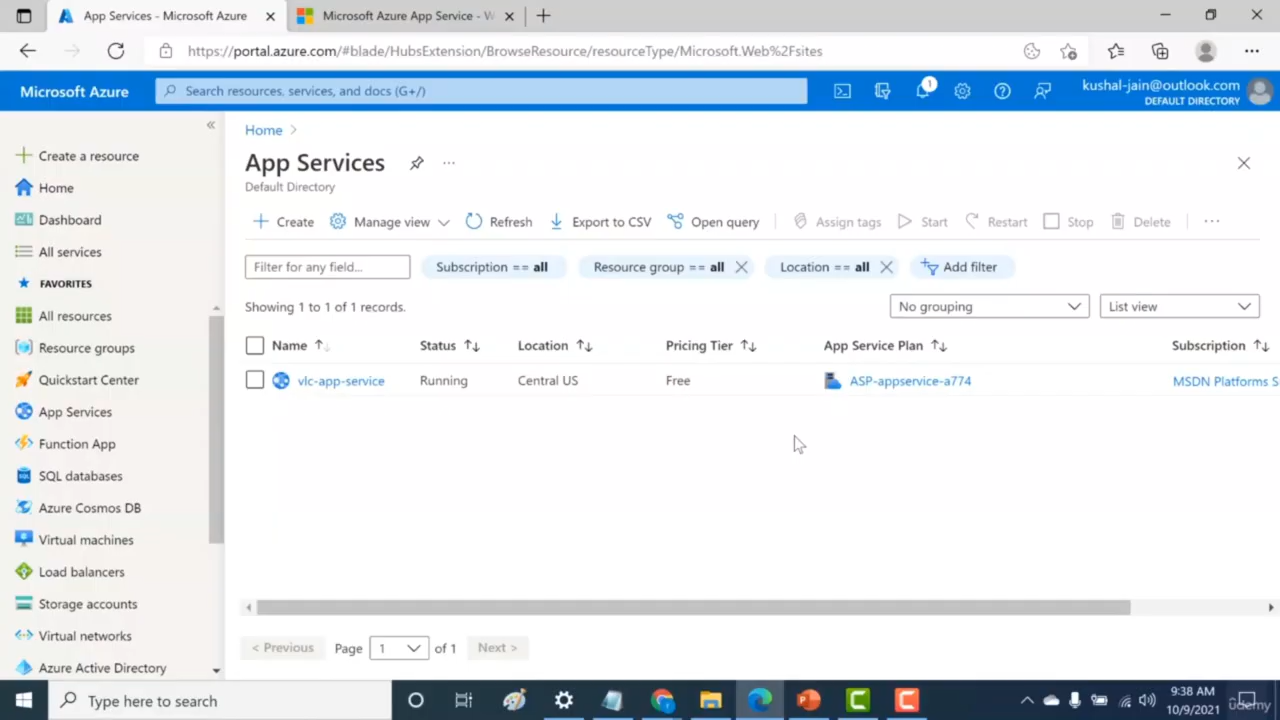 App Services - Microsoft Azure
Microsoft Azure App Service - W
https://portal.azure.com/#blade/HubsExtension/BrowseResource/resourceType/Microsoft.Web%2Fsites
Microsoft Azure
Search resources, services, and docs (G+/)
1
kushal-jain@outlook.com
DEFAULT DIRECTORY
Create a resource
Home
Dashboard
All services
FAVORITES
All resources
Resource groups
Quickstart Center
App Services
Function App
SQL databases
Azure Cosmos DB
Virtual machines
Load balancers
Storage accounts
Virtual networks
Azure Active Directory
Home >
App Services
Default Directory
Create Manage view Refresh Export to CSV Open query Assign tags Start Restart Stop Delete
Filter for any field... Subscription == all Resource group == all Location == all Add filter
Showing 1 to 1 of 1 records. No grouping List view
Name Status Location Pricing Tier App Service Plan Subscription
vlc-app-service Running Central US Free ASP-appservice-a774 MSDN Platforms S
< Previous Page 1 of 1 Next >
Type here to search
9:38 AM
10/9/2021
udemy